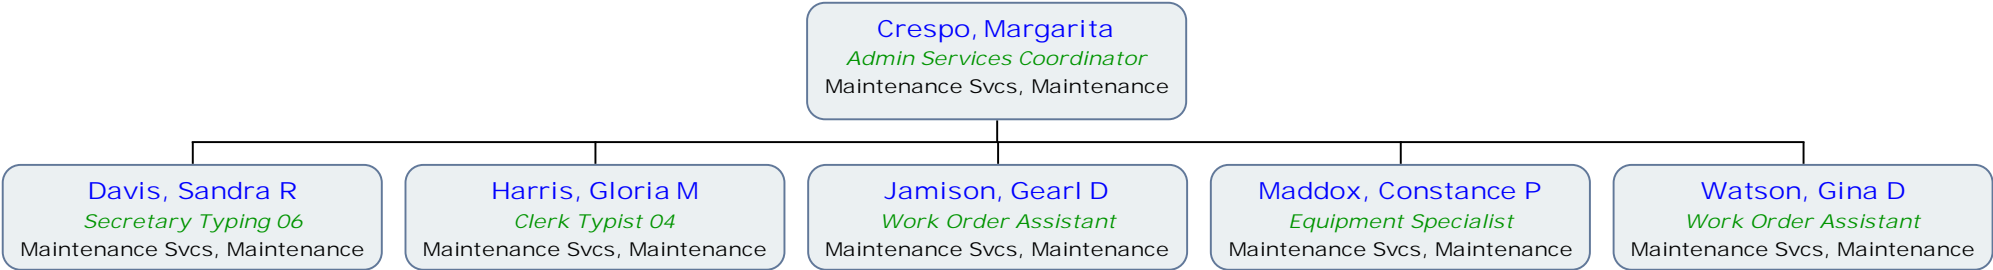 Crespo, Margarita
Admin Services Coordinator
Maintenance Svcs, Maintenance
Davis, Sandra R
Secretary Typing 06
Maintenance Svcs, Maintenance
Harris, Gloria M
Clerk Typist 04
Maintenance Svcs, Maintenance
Jamison, Gearl D
Work Order Assistant
Maintenance Svcs, Maintenance
Maddox, Constance P
Equipment Specialist
Maintenance Svcs, Maintenance
Watson, Gina D
Work Order Assistant
Maintenance Svcs, Maintenance